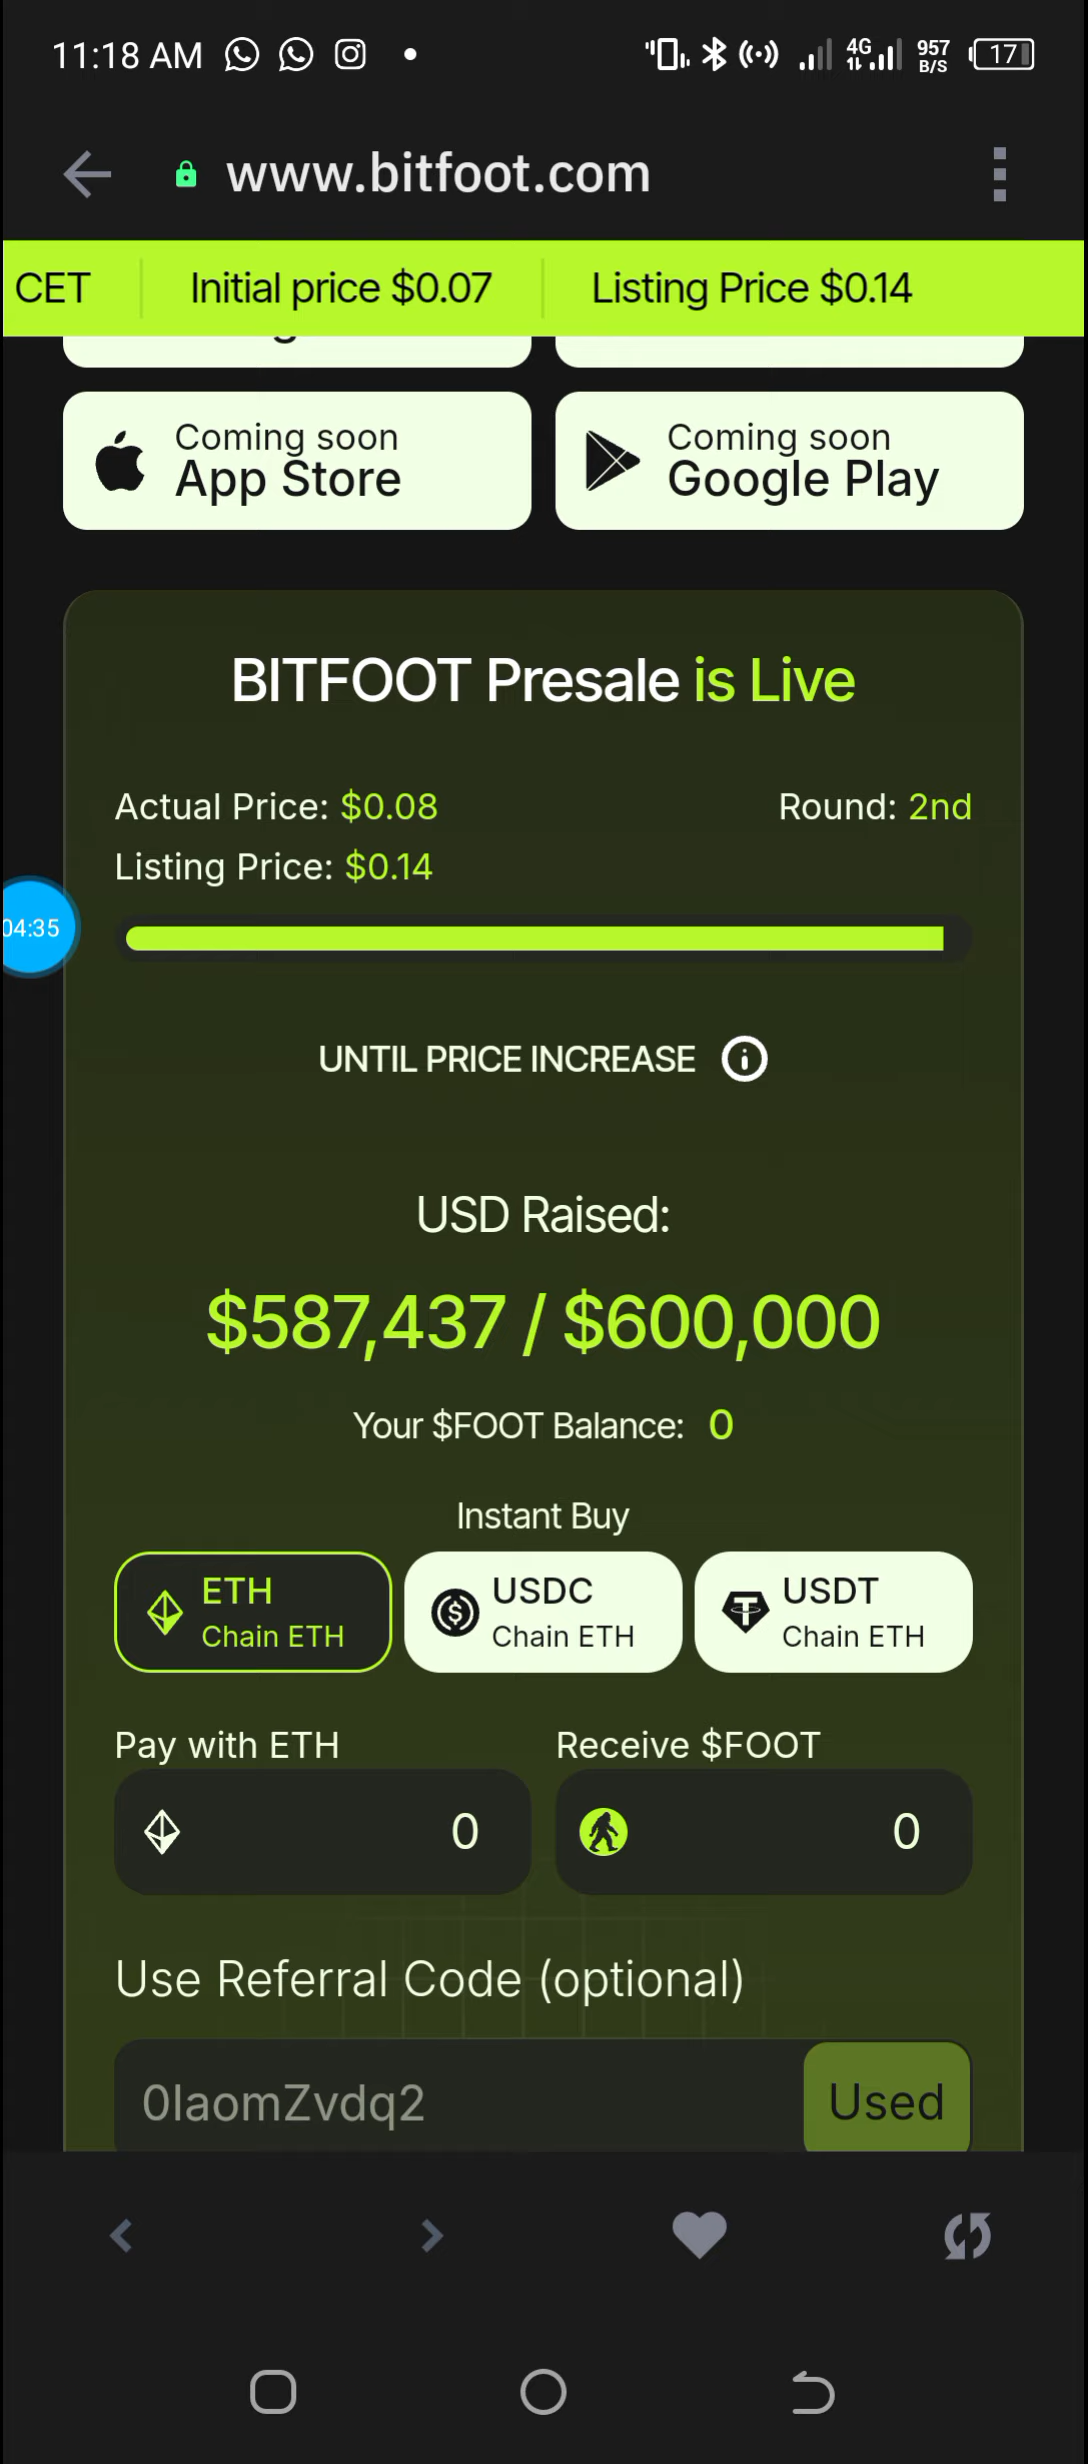 11:18 AM
4G
957
B/S
17
www.bitfoot.com
CET
Initial price $0.07
Listing Price $0.14
Coming soon
App Store
Coming soon
Google Play
BITFOOT Presale is Live
Actual Price: $0.08
Round: 2nd
Listing Price: $0.14
04:35
UNTIL PRICE INCREASE
USD Raised:
$587,437 / $600,000
Your $FOOT Balance: 0
Instant Buy
ETH
Chain ETH
USDC
Chain ETH
USDT
Chain ETH
Pay with ETH
Receive $FOOT
0
0
Use Referral Code (optional)
0IaomZvdq2
Used